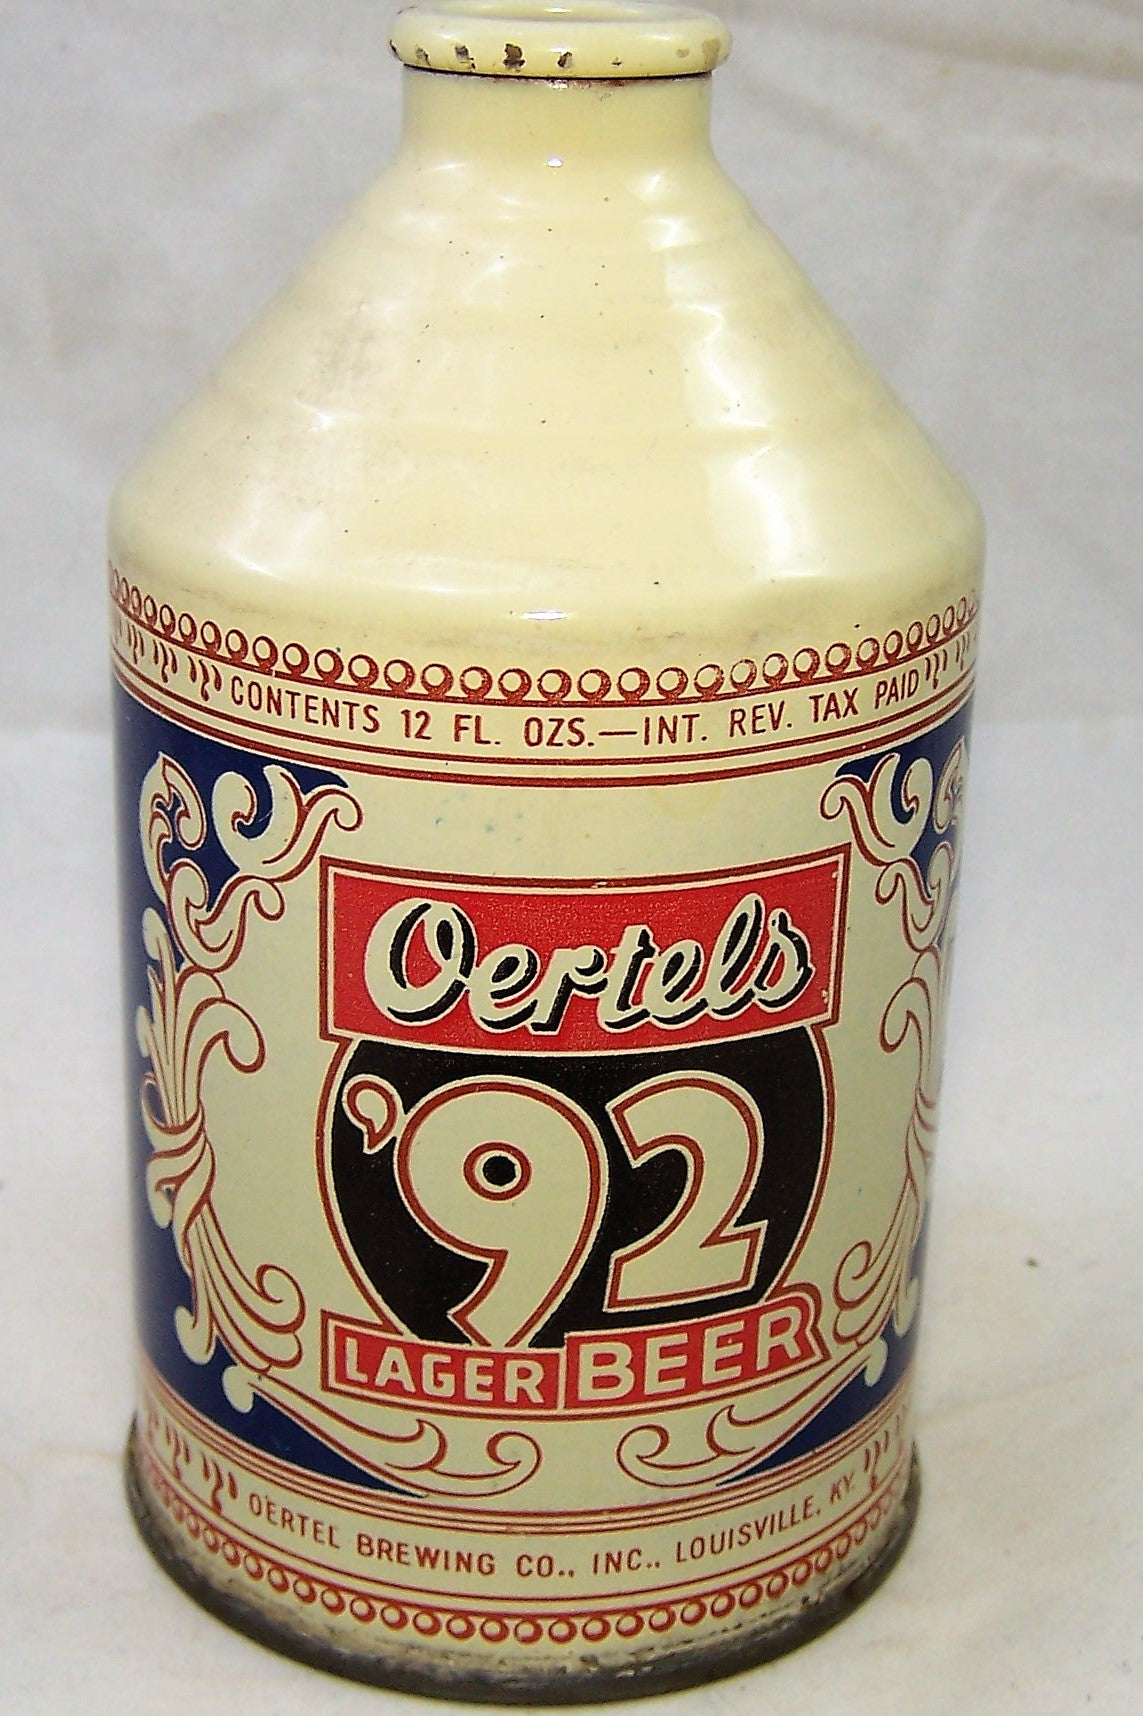 CONTENTS 12 FL. OZS.—INT. REV. TAX PAID
Oertels
'92
LAGER BEER
OERTEL BREWING CO., INC., LOUISVILLE, KY.